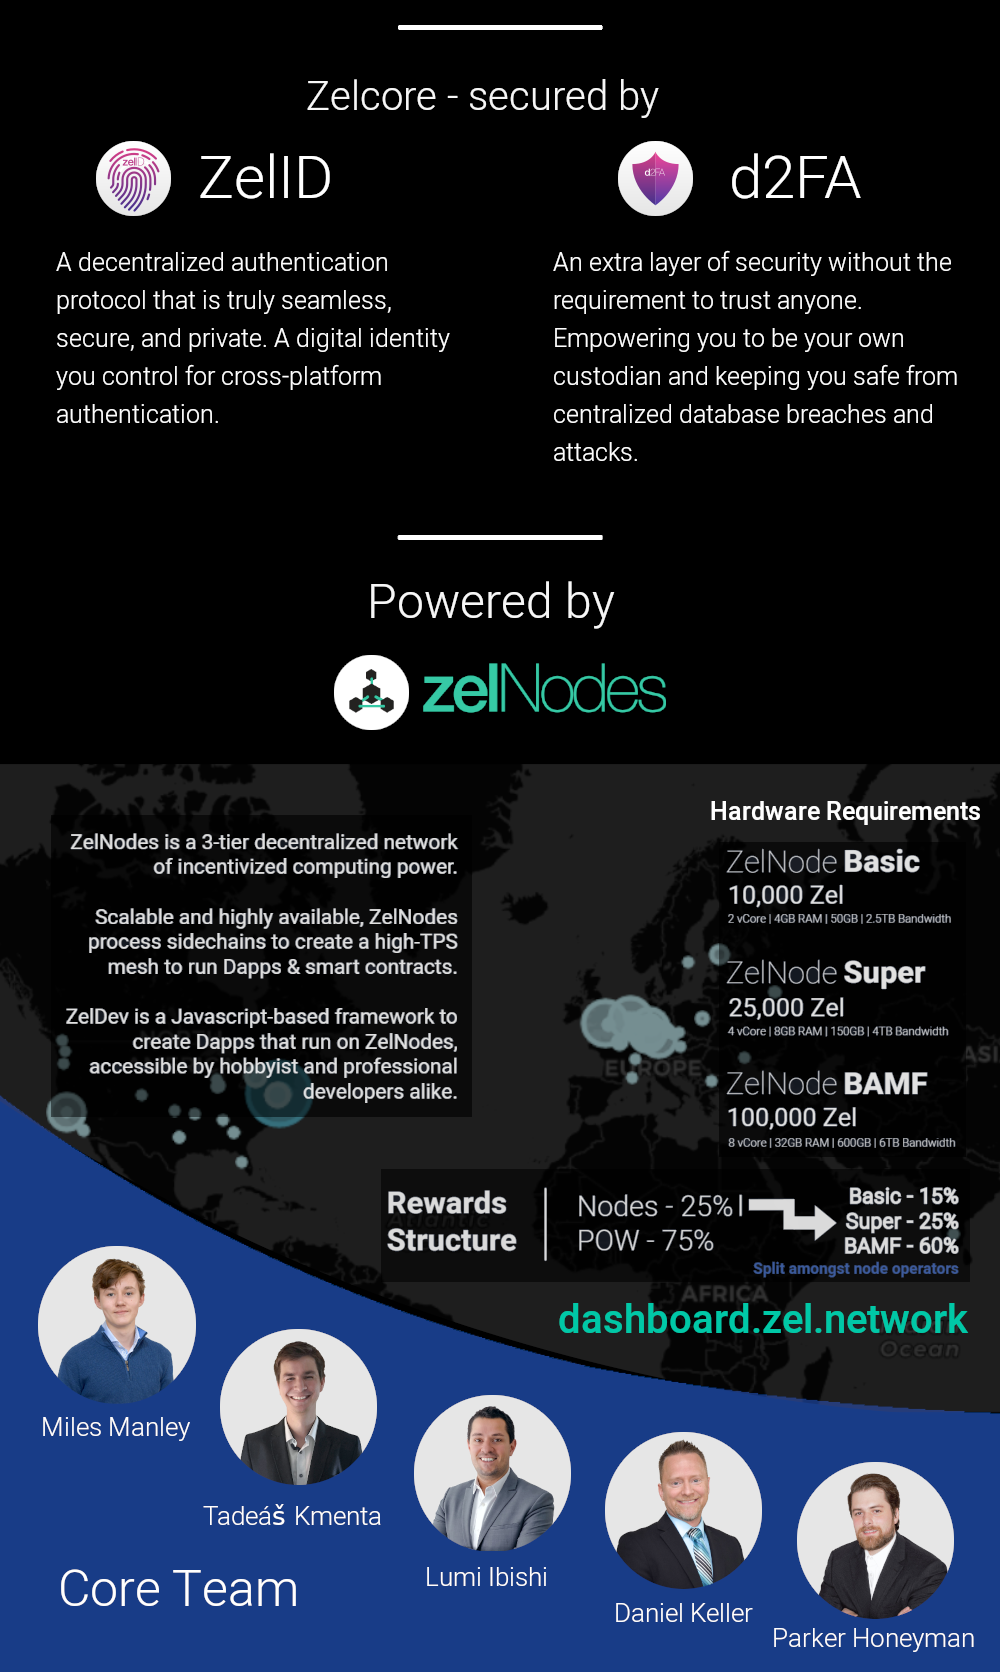 Zelcore - secured by
zelID
ZelID
A decentralized authentication
protocol that is truly seamless,
secure, and private. A digital identity
you control for cross-platform
authentication.
d2FA
d2FA
An extra layer of security without the
requirement to trust anyone.
Empowering you to be your own
custodian and keeping you safe from
centralized database breaches and
attacks.
Powered by
zelNodes
ZelNodes is a 3-tier decentralized network
of incentivized computing power.
Scalable and highly available, ZelNodes
process sidechains to create a high-TPS
mesh to run Dapps & smart contracts.
ZelDev is a Javascript-based framework to
create Dapps that run on ZelNodes,
accessible by hobbyist and professional
developers alike.
Hardware Requirements
ZelNode Basic
10,000 Zel
2 vCore | 4GB RAM | 50GB | 2.5TB Bandwidth
ZelNode Super
25,000 Zel
4 vCore | 8GB RAM | 150GB | 4TB Bandwidth
ZelNode BAMF
100,000 Zel
8 vCore | 32GB RAM | 600GB | 6TB Bandwidth
NORTH
EUROPE
ASI
Rewards
Structure
Atlantic
Nodes - 25%
POW - 75%
Basic - 15%
Super - 25%
BAMF - 60%
Split amongst node operators
AFRICA
dashboard.zel.network
Ocean
Miles Manley
Tadeáš Kmenta
Lumi Ibishi
Daniel Keller
Parker Honeyman
Core Team